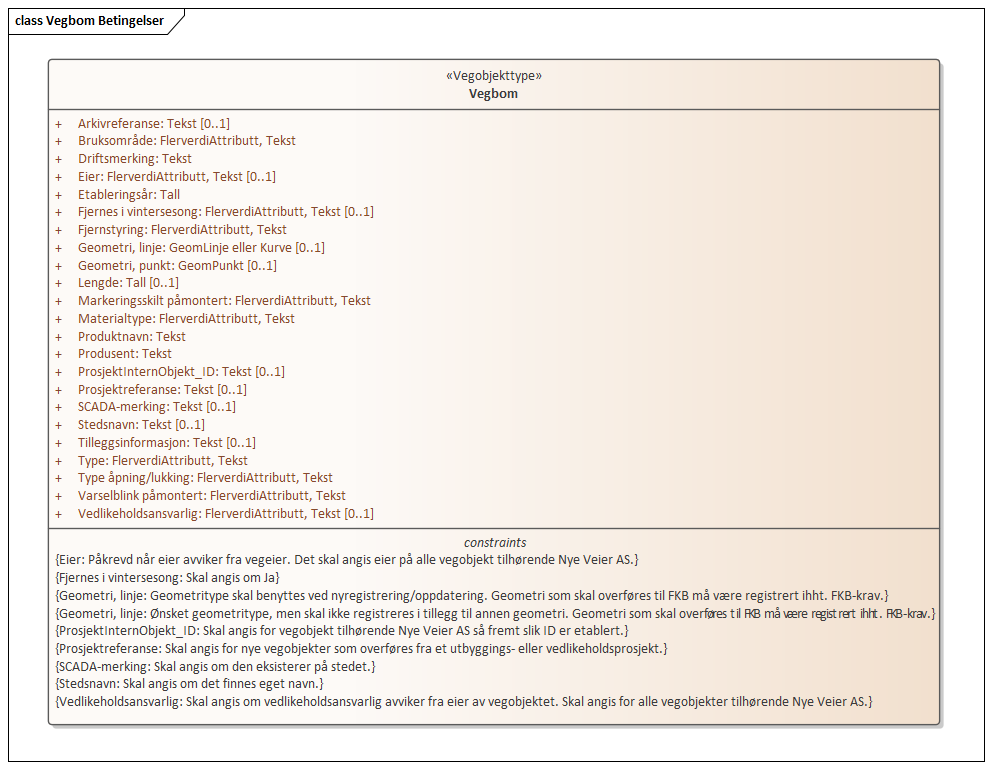 class Vegbom Betingelser
«Vegobjekttype»
Vegbom
+ Arkivreferanse: Tekst [0..1]
+ Bruksområde: FlerverdiAttributt, Tekst
+ Driftsmerking: Tekst
+ Eier: FlerverdiAttributt, Tekst [0..1]
+ Etableringsår: Tall
+ Fjernes i vintersesong: FlerverdiAttributt, Tekst [0..1]
+ Fjernstyring: FlerverdiAttributt, Tekst
+ Geometri, linje: GeomLinje eller Kurve [0..1]
+ Geometri, punkt: GeomPunkt [0..1]
+ Lengde: Tall [0..1]
+ Markeringsskilt påmontert: FlerverdiAttributt, Tekst
+ Materialtype: FlerverdiAttributt, Tekst
+ Produktnavn: Tekst
+ Produsent: Tekst
+ ProsjektInternObjekt_ID: Tekst [0..1]
+ Prosjektreferanse: Tekst [0..1]
+ SCADA-merking: Tekst [0..1]
+ Stedsnavn: Tekst [0..1]
+ Tilleggsinformasjon: Tekst [0..1]
+ Type: FlerverdiAttributt, Tekst
+ Type åpning/lukking: FlerverdiAttributt, Tekst
+ Varselblink påmontert: FlerverdiAttributt, Tekst
+ Vedlikeholdsansvarlig: FlerverdiAttributt, Tekst [0..1]
constraints
{Eier: Påkrevd når eier avviker fra vegeier. Det skal angis eier på alle vegobjekt tilhørende Nye Veier AS.}
{Fjernes i vintersesong: Skal angis om Ja}
{Geometri, linje: Geometritype skal benyttes ved nyregistrering/oppdatering. Geometri som skal overføres til FKB må være registrert ihht. FKB-krav.}
{Geometri, linje: Ønsket geometritype, men skal ikke registreres i tillegg til annen geometri. Geometri som skal overføres til FKB må være registrert ihht. FKB-krav.}
{ProsjektInternObjekt_ID: Skal angis for vegobjekt tilhørende Nye Veier AS så fremt slik ID er etablert.}
{Prosjektreferanse: Skal angis for nye vegobjekter som overføres fra et utbyggings- eller vedlikeholdsprosjekt.}
{SCADA-merking: Skal angis om den eksisterer på stedet.}
{Stedsnavn: Skal angis om det finnes eget navn.}
{Vedlikeholdsansvarlig: Skal angis om vedlikeholdsansvarlig avviker fra eier av vegobjektet. Skal angis for alle vegobjekter tilhørende Nye Veier AS.}